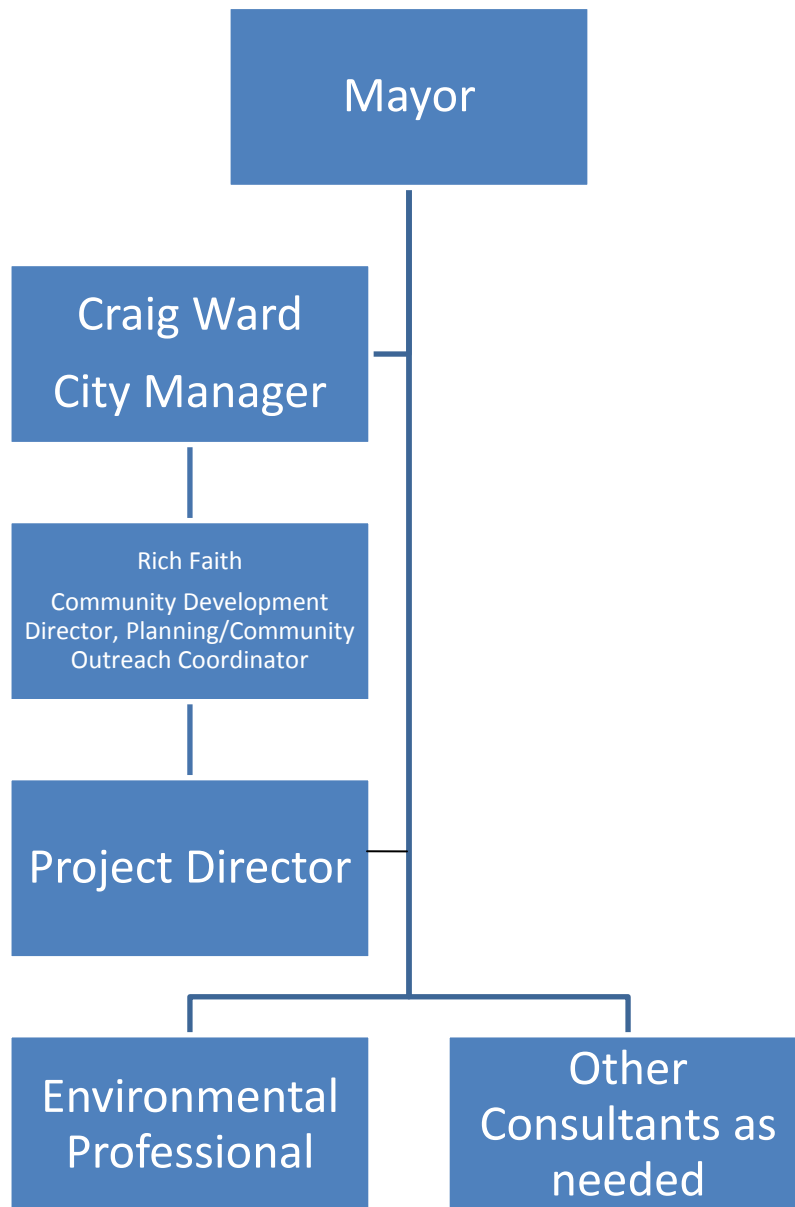 Mayor
Craig Ward
City Manager
Rich Faith
Community Development
Director, Planning/Community
Outreach Coordinator
Project Director
Environmental
Professional
Other
Consultants as
needed